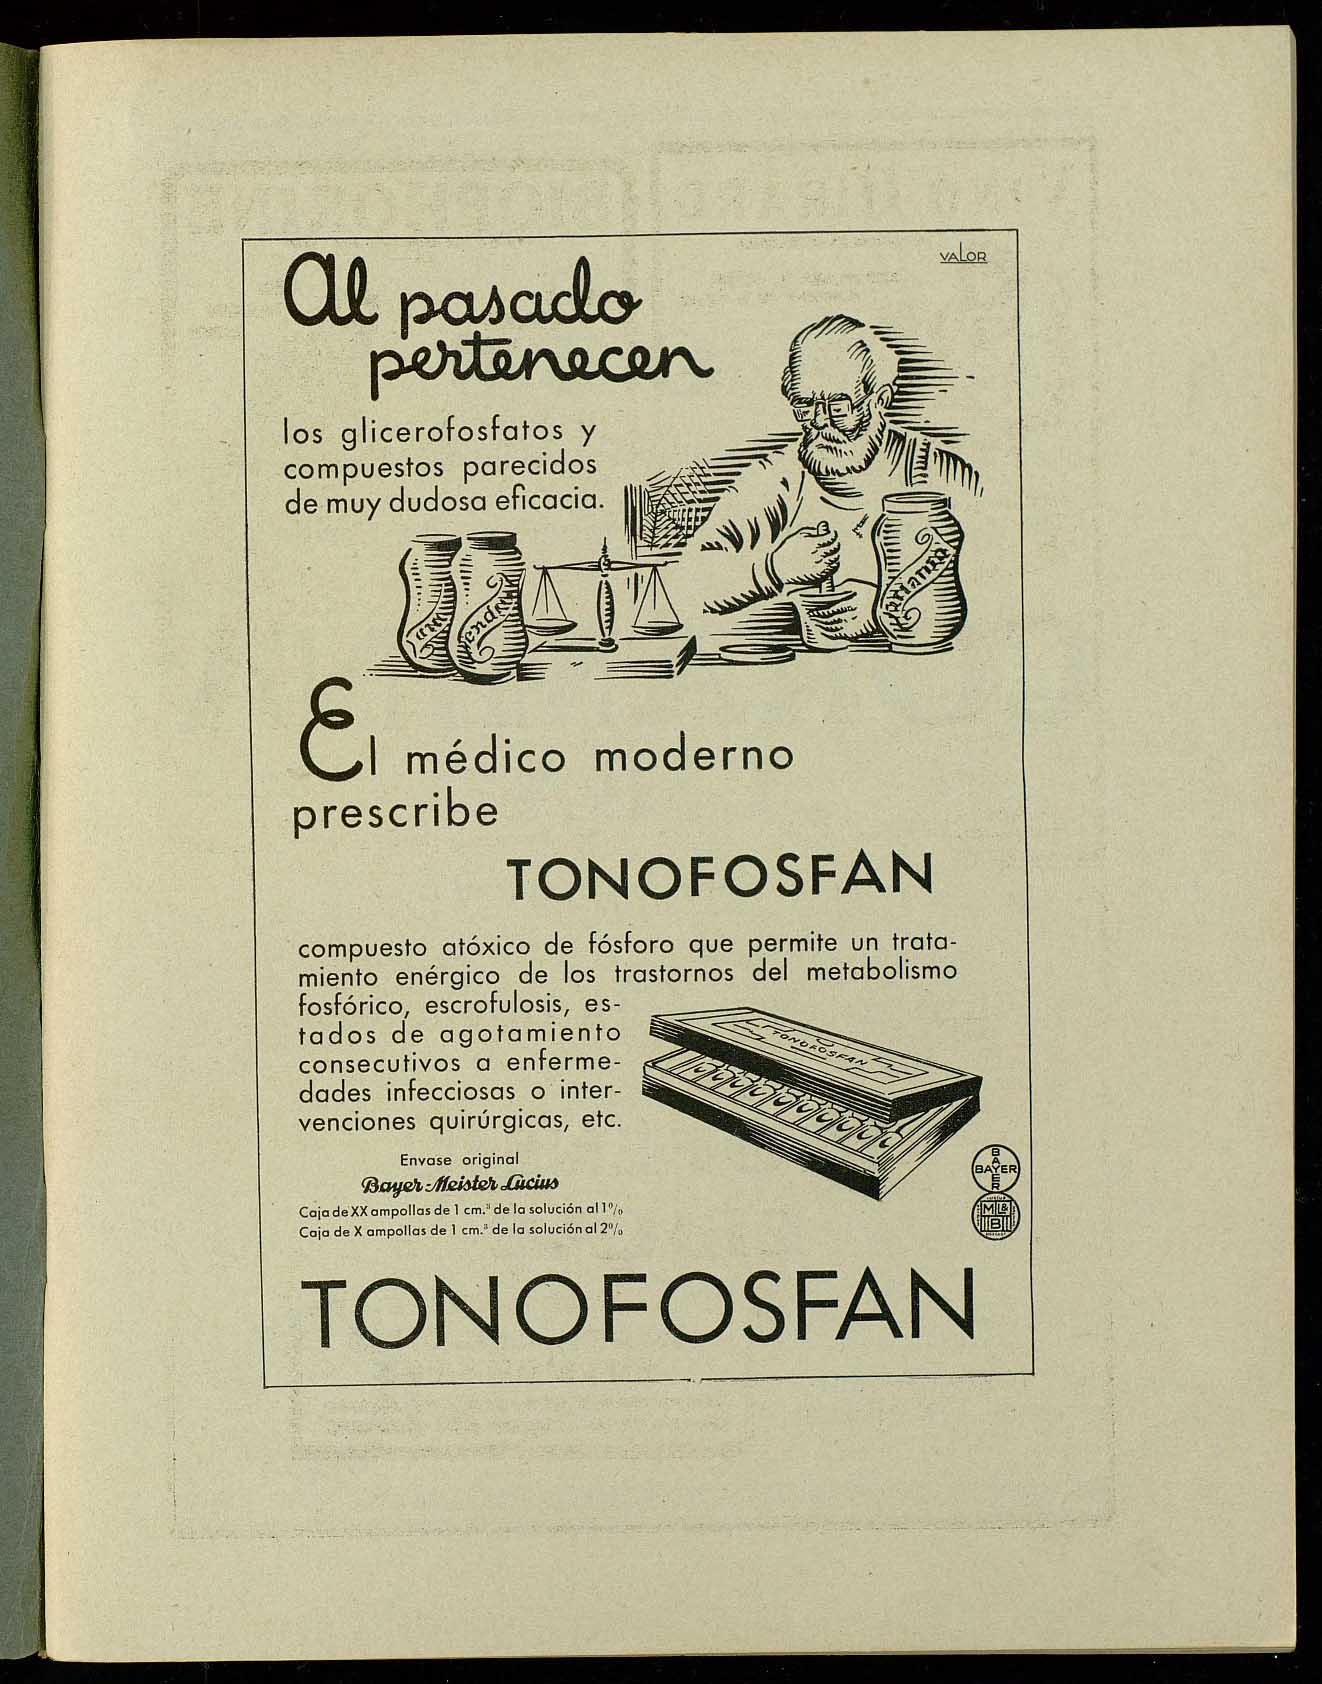 VALOR
Al pasado
pertenecen
los glicerofosfatos y
compuestos parecidos
de muy dudosa eficacia.
El médico moderno
prescribe
TONOFOSFAN
compuesto atóxico de fósforo que permite un trata-
miento enérgico de los trastornos del metabolismo
fosfórico, escrofulosis, es-
tados de agotamiento
consecutivos a enferme-
dades infecciosas o inter-
venciones quirúrgicas, etc.
TONOFOSFAN
Envase original
Bayer-Meister Lucius
Caja de XX ampollas de 1 cm.³ de la solución al 1%
Caja de X ampollas de 1 cm.³ de la solución al 2%
BAYER
BAYER
ML&B
TONOFOSFAN